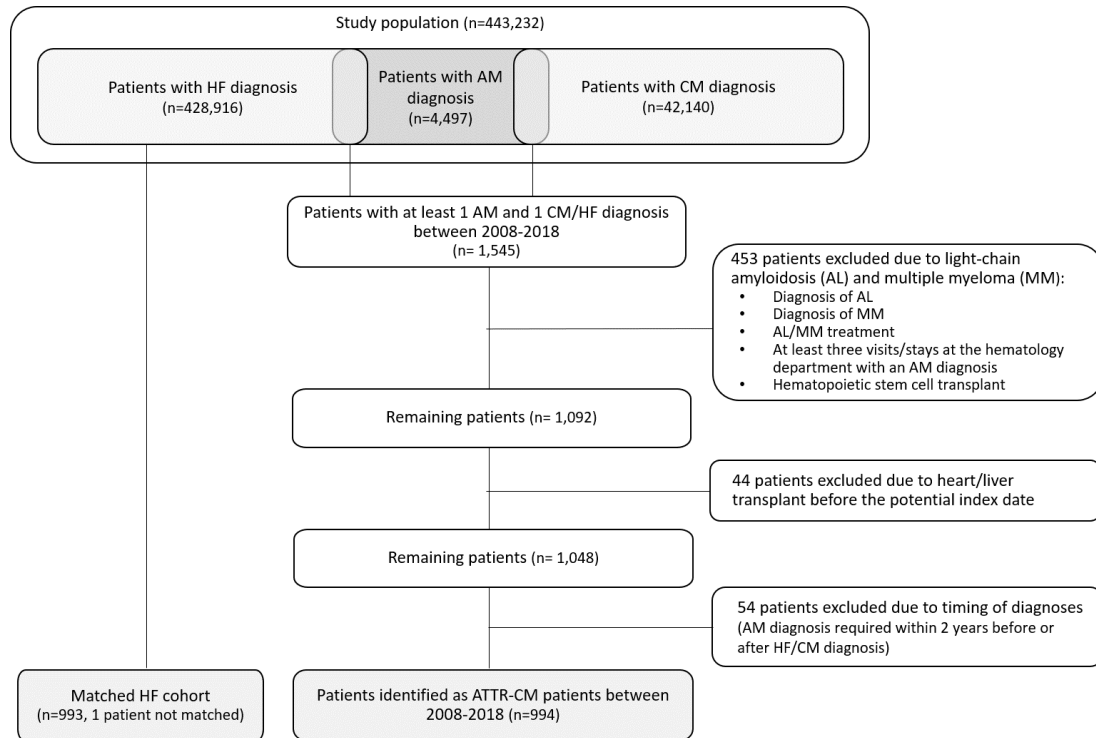 Study population (n=443,232)
Patients with HF diagnosis
(n=428,916)
Patients with AM
diagnosis
(n=4,497)
Patients with CM diagnosis
(n=42,140)
Patients with at least 1 AM and 1 CM/HF diagnosis
between 2008-2018
(n= 1,545)
453 patients excluded due to light-chain
amyloidosis (AL) and multiple myeloma (MM):
• Diagnosis of AL
• Diagnosis of MM
• AL/MM treatment
• At least three visits/stays at the hematology
department with an AM diagnosis
• Hematopoietic stem cell transplant
Remaining patients (n= 1,092)
44 patients excluded due to heart/liver
transplant before the potential index date
Remaining patients (n= 1,048)
54 patients excluded due to timing of diagnoses
(AM diagnosis required within 2 years before or
after HF/CM diagnosis)
Matched HF cohort
(n=993, 1 patient not matched)
Patients identified as ATTR-CM patients between
2008-2018 (n=994)